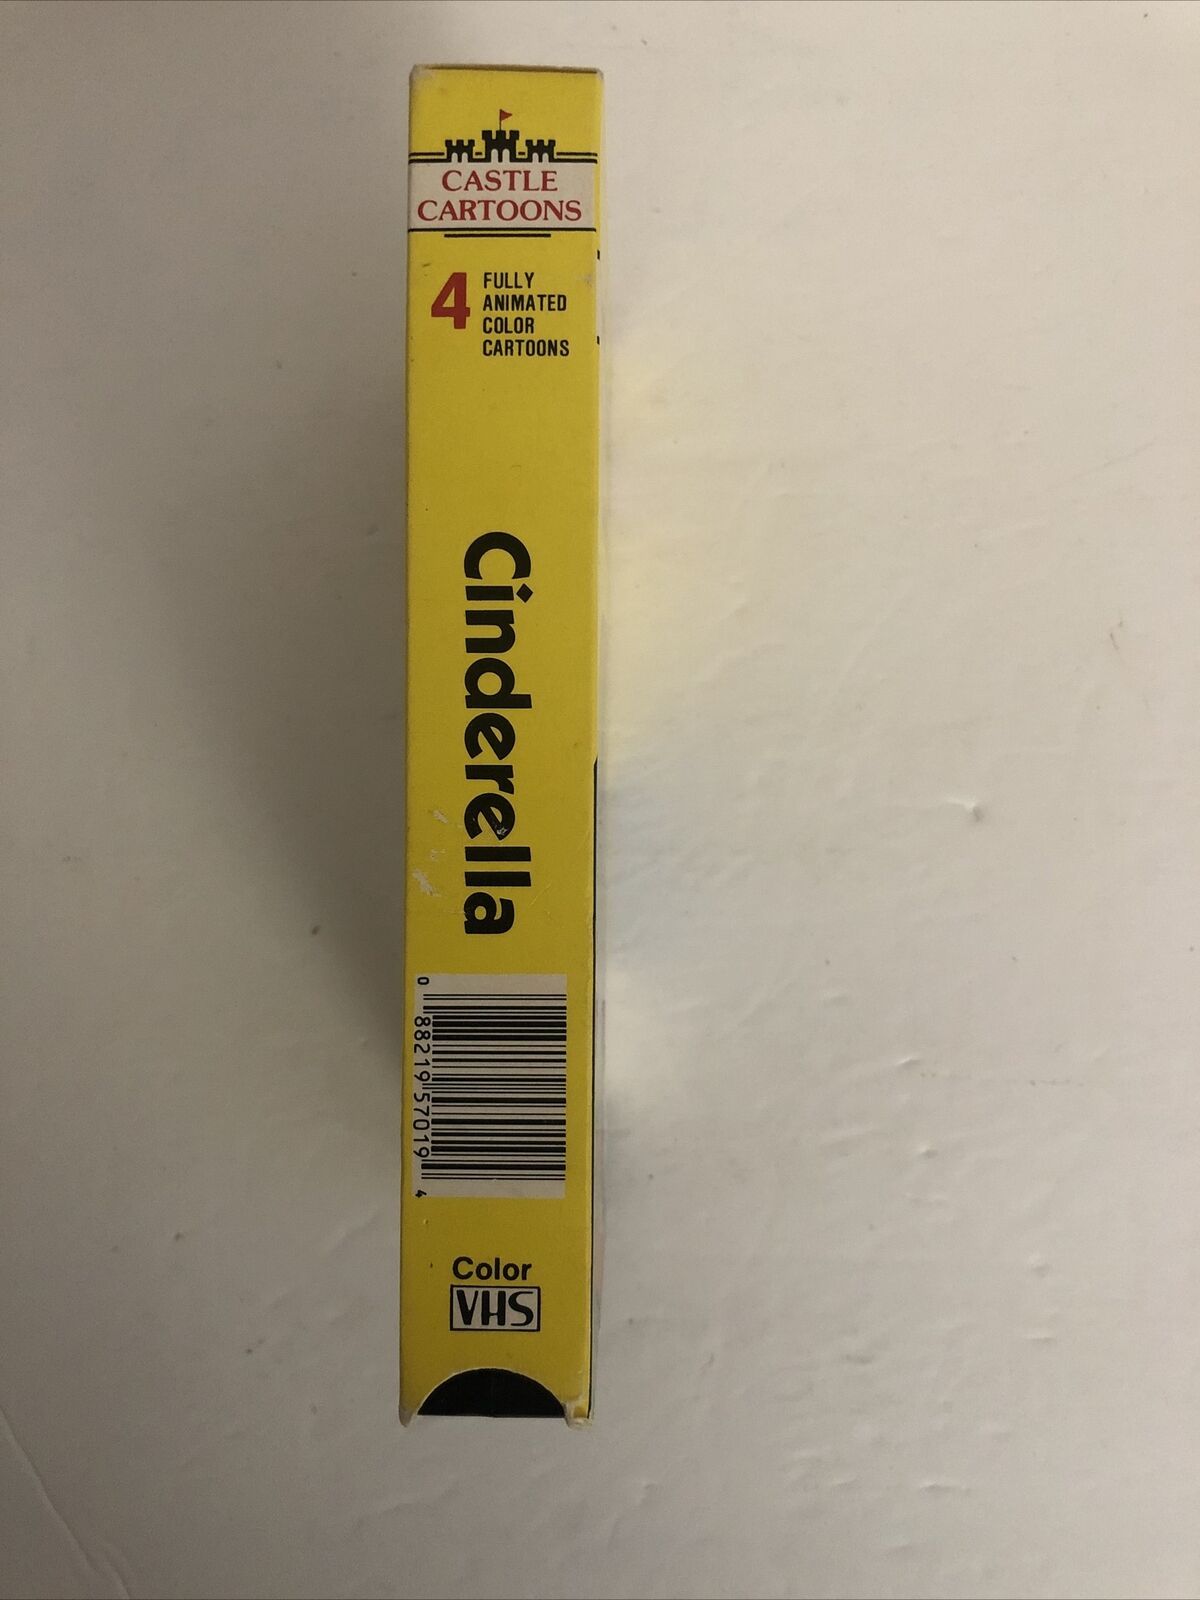 CASTLE
CARTOONS
4 FULLY
ANIMATED
COLOR
CARTOONS
Cinderella
0 88219 57019 4
Color
VHS